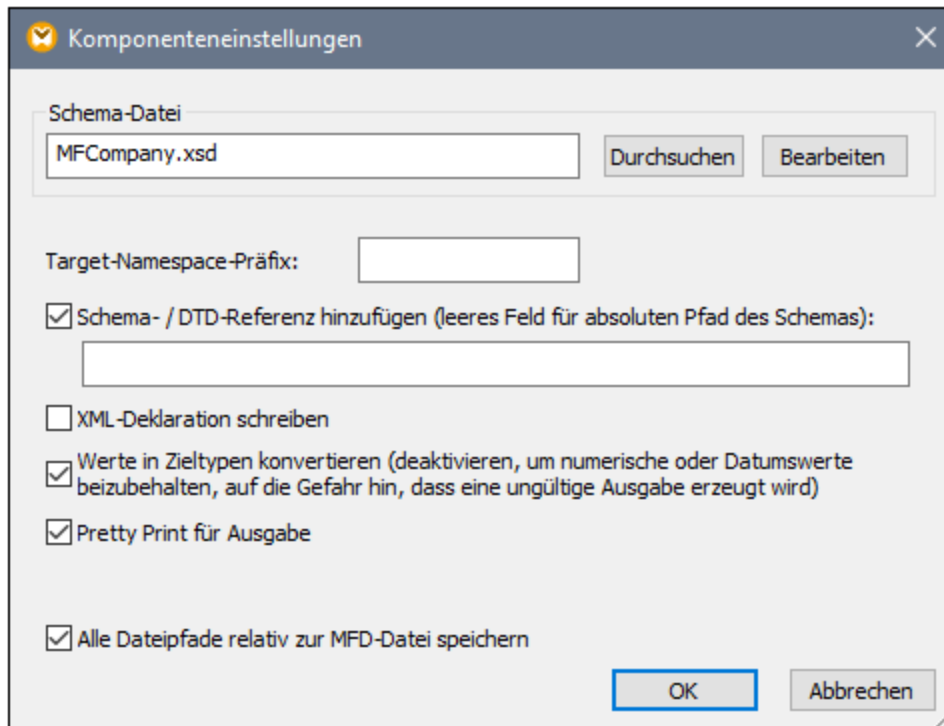 Komponenteneinstellungen
Schema-Datei
MFCompany.xsd
Durchsuchen
Bearbeiten
Target-Namespace-Präfix:
Schema- / DTD-Referenz hinzufügen (leeres Feld für absoluten Pfad des Schemas):
XML-Deklaration schreiben
Werte in Zieltypen konvertieren (deaktivieren, um numerische oder Datumswerte
beizubehalten, auf die Gefahr hin, dass eine ungültige Ausgabe erzeugt wird)
Pretty Print für Ausgabe
Alle Dateipfade relativ zur MFD-Datei speichern
OK
Abbrechen